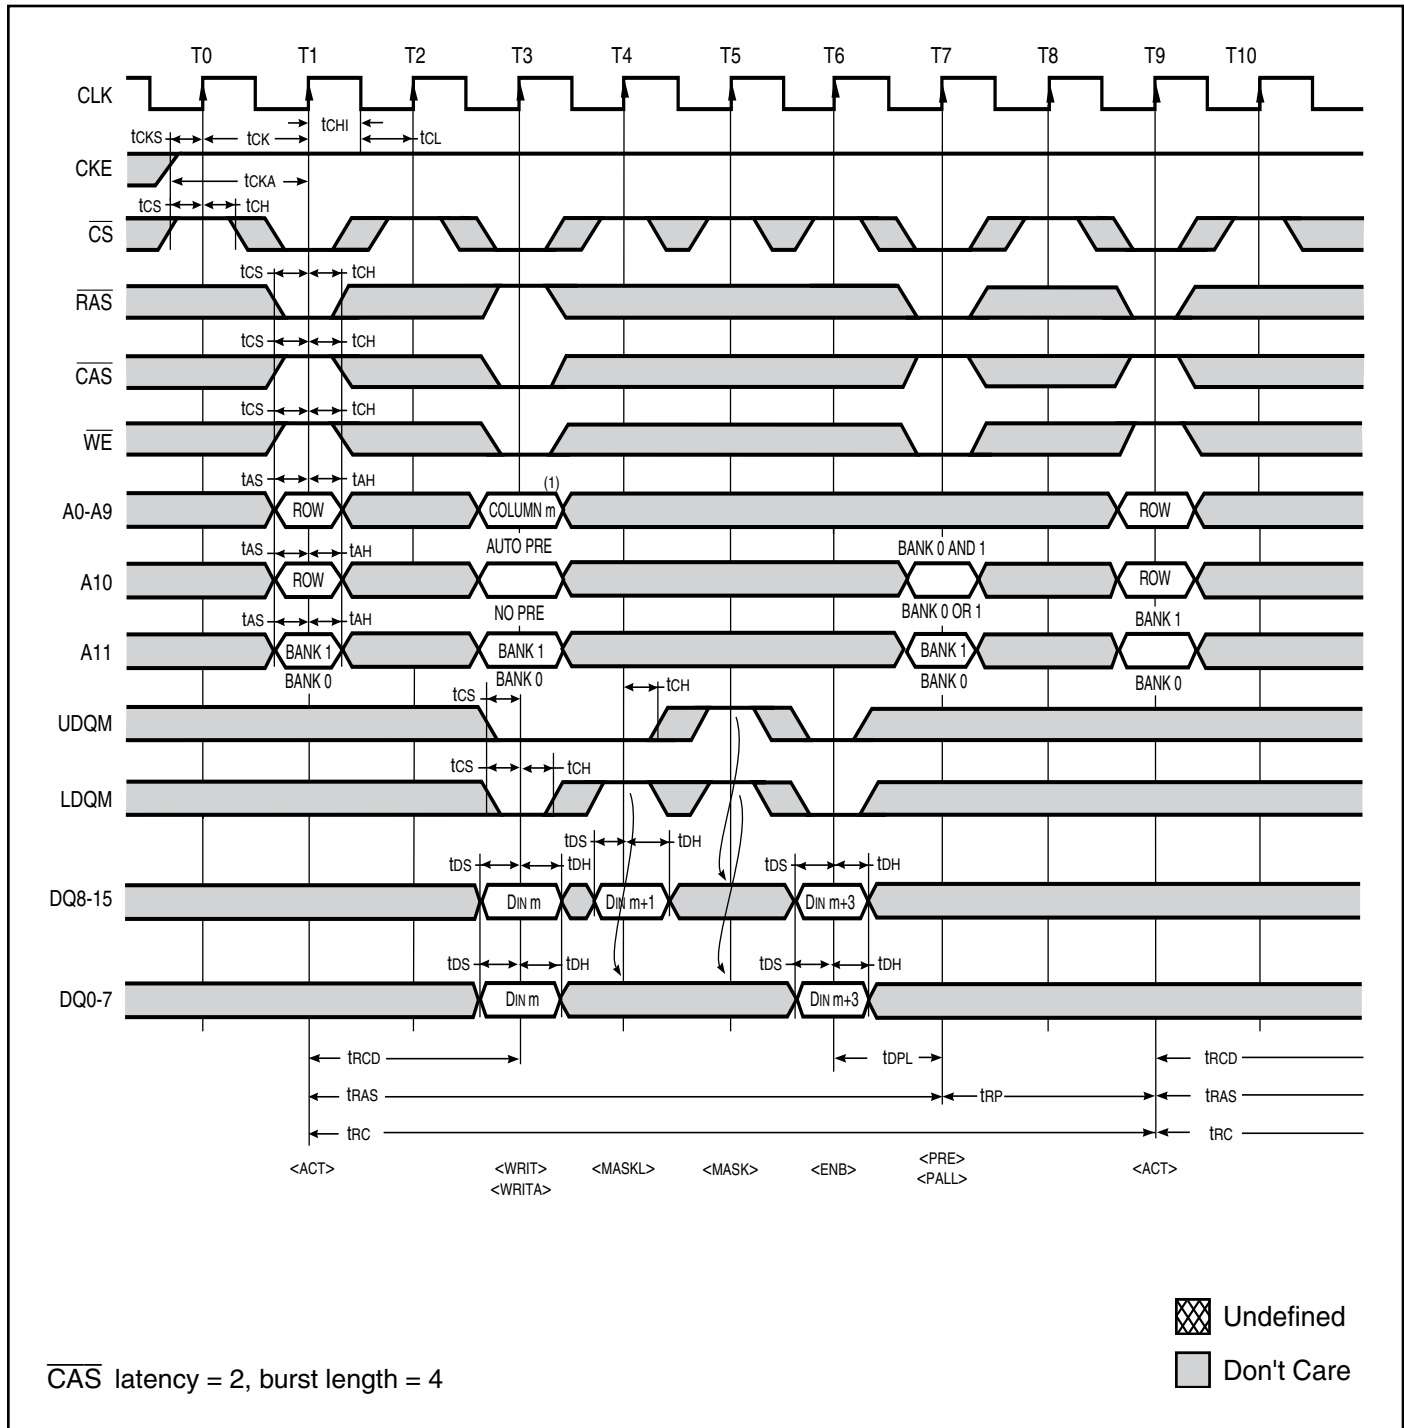 T0 T1 T2 T3 T4 T5 T6 T7 T8 T9 T10
CLK
tCHI
tCKS tCK tCL
CKE
tCKA
tCS tCH
CS
tCS tCH
RAS
tCS tCH
CAS
tCS tCH
WE
tAS tAH
(1)
A0-A9 ROW COLUMN m ROW
tAS tAH AUTO PRE BANK 0 AND 1
A10 ROW ROW
tAS tAH NO PRE BANK 0 OR 1 BANK 1
A11 BANK 1 BANK 1 BANK 1
BANK 0 BANK 0 BANK 0 BANK 0
tCS tCH
UDQM
tCS tCH
LDQM
tDS tDH
tDS tDH tDS tDH
DQ8-15 DIN m DIN m+1 DIN m+3
tDS tDH tDS tDH
DQ0-7 DIN m DIN m+3
tRCD tDPL tRCD
tRAS tRP tRAS
tRC tRC
<ACT> <WRIT> <MASKL> <MASK> <ENB> <PRE> <ACT>
<WRITA> <PALL>
Undefined
Don't Care
CAS latency = 2, burst length = 4